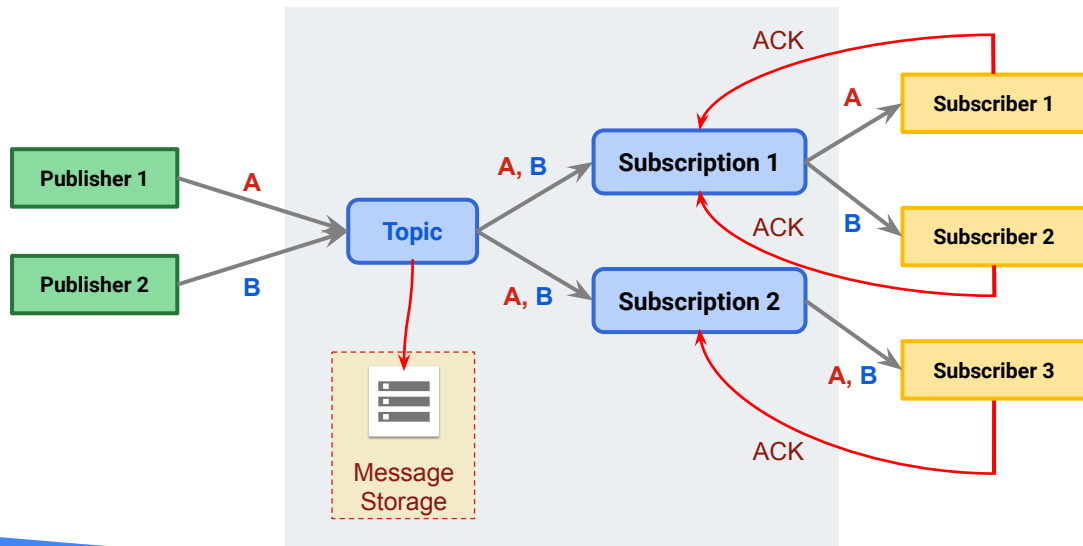 ACK
A
Subscriber 1
Publisher 1
A
A, B
Subscription 1
Topic
ACK
B
Subscriber 2
Publisher 2
B
A, B
Subscription 2
A, B
Subscriber 3
Message
Storage
ACK